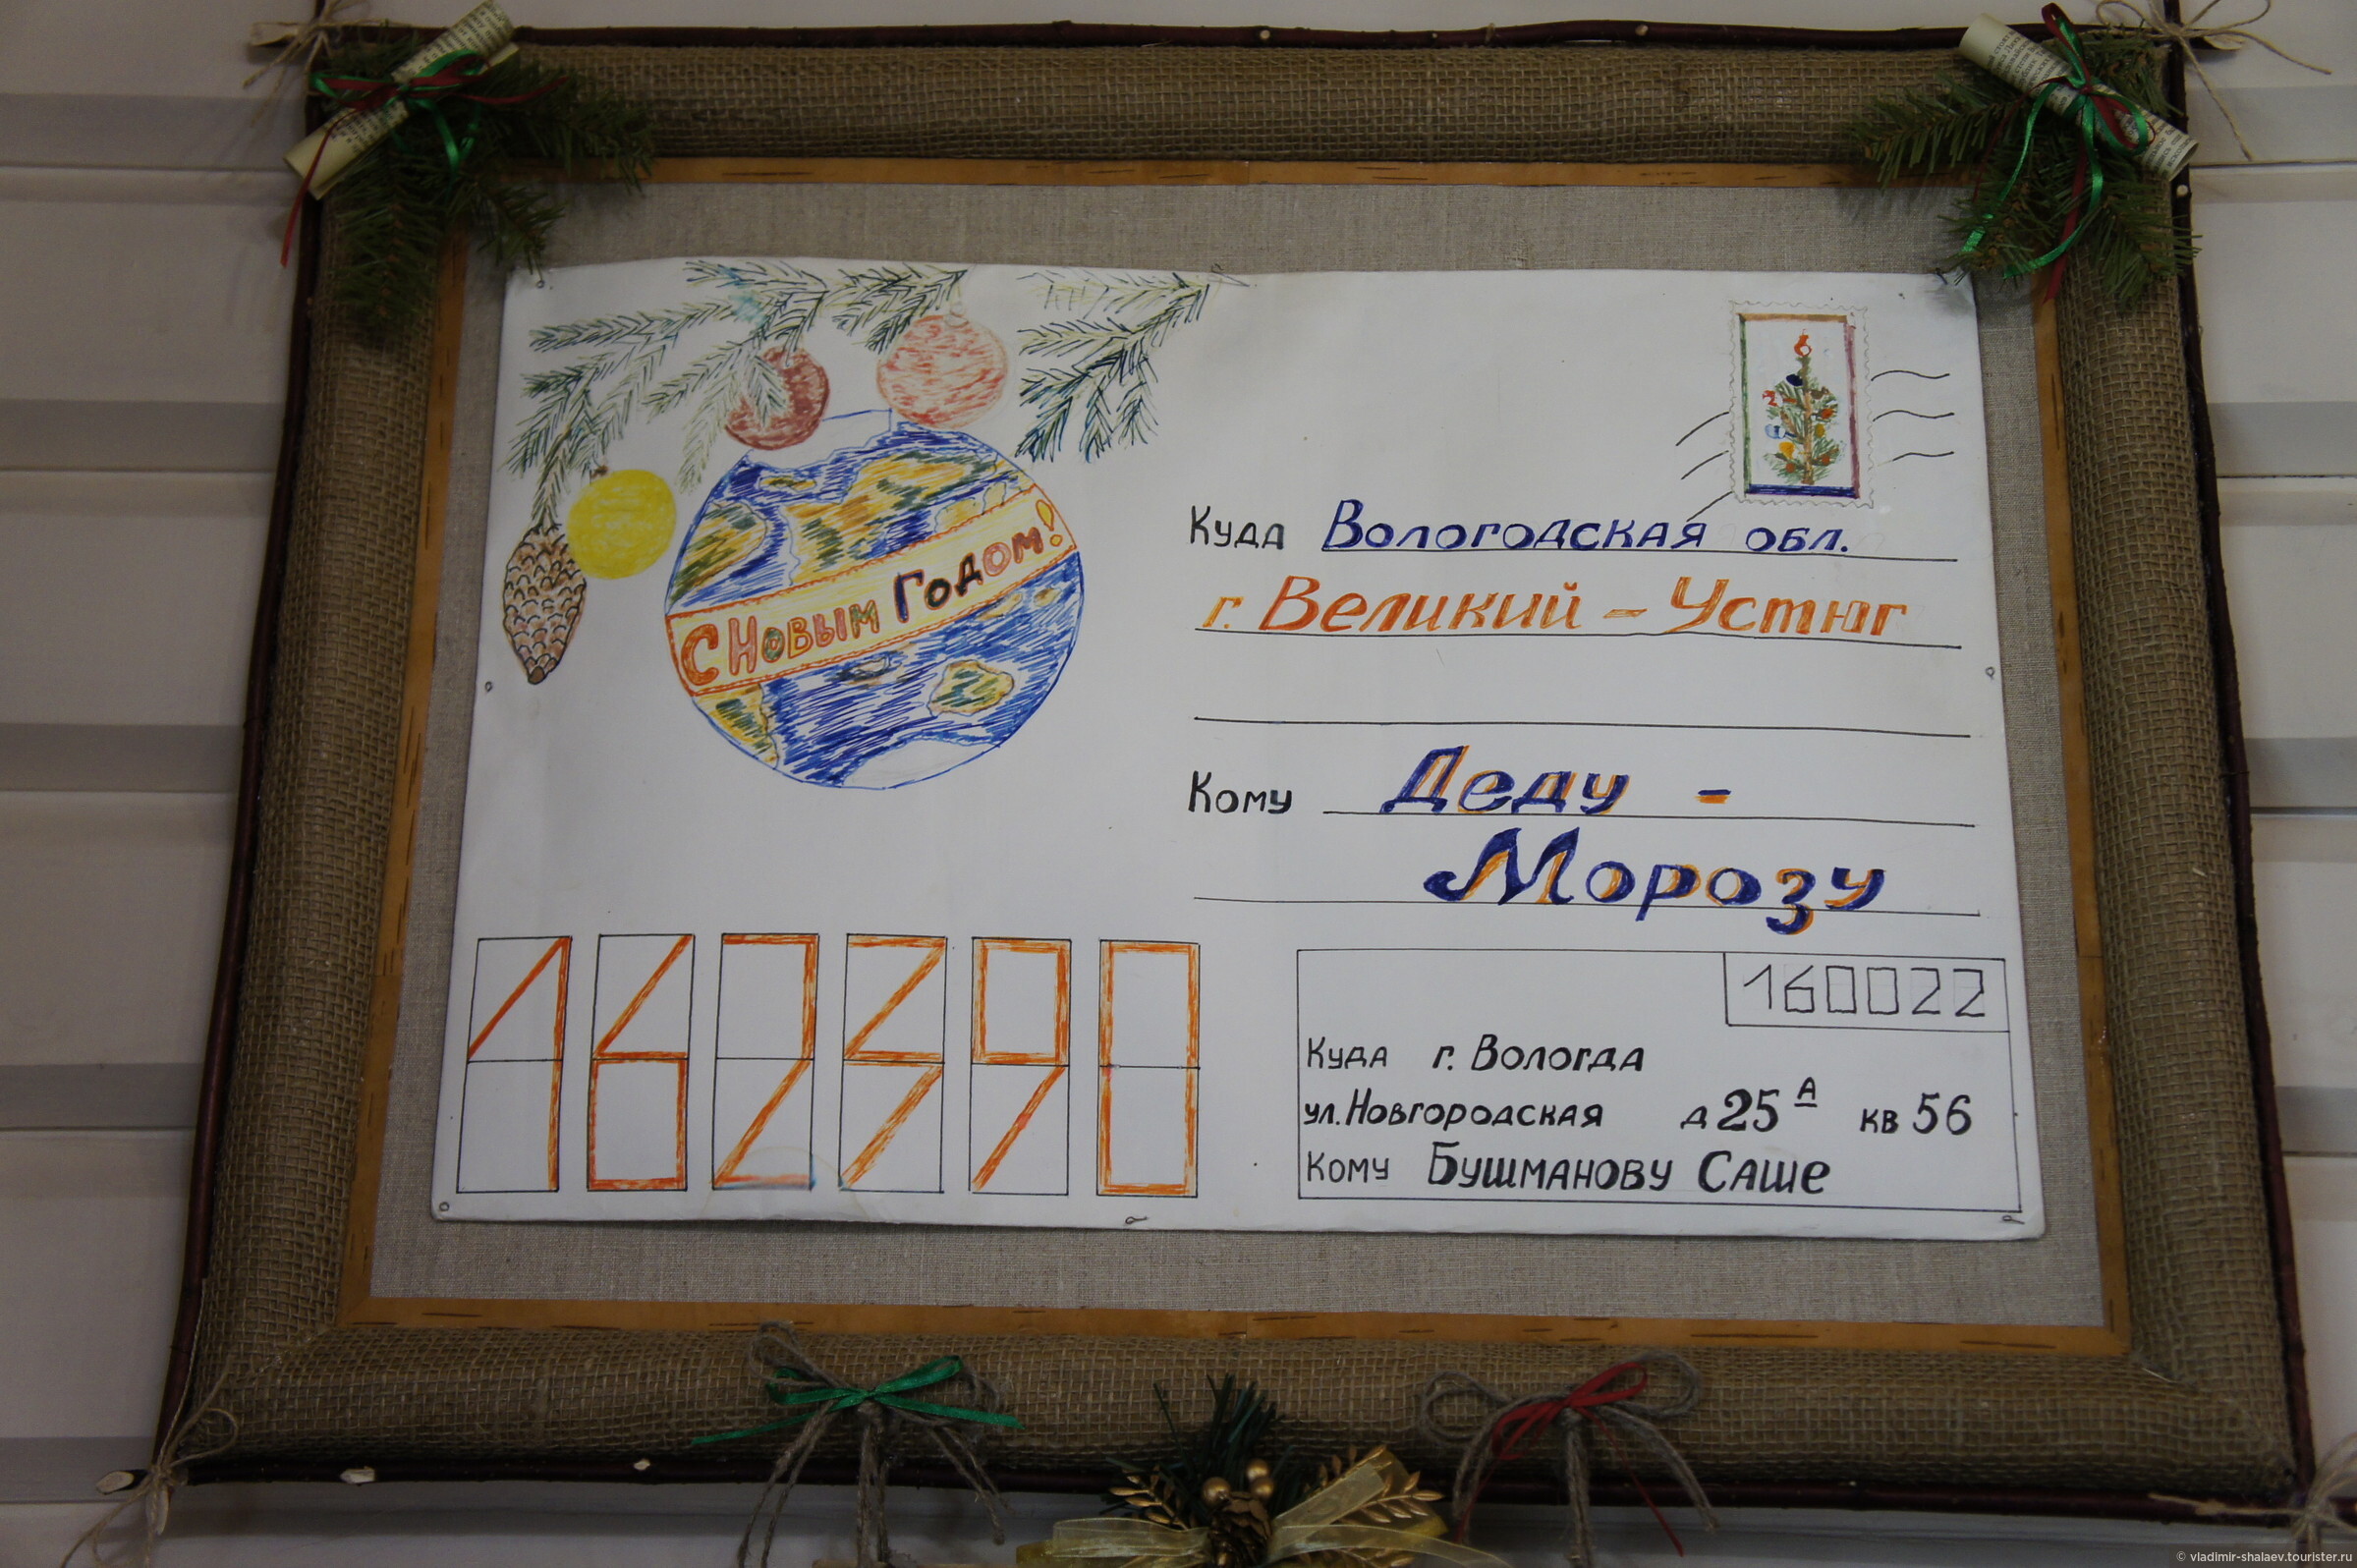 С Новым Годом!
Куда Вологодская обл.
г. Великий - Устюг
Кому Деду -
Морозу
162390
160022
Куда г. Вологда
ул. Новгородская д 25 А кв 56
Кому Бушманову Саше
© vladimir-shalaev.tourister.ru